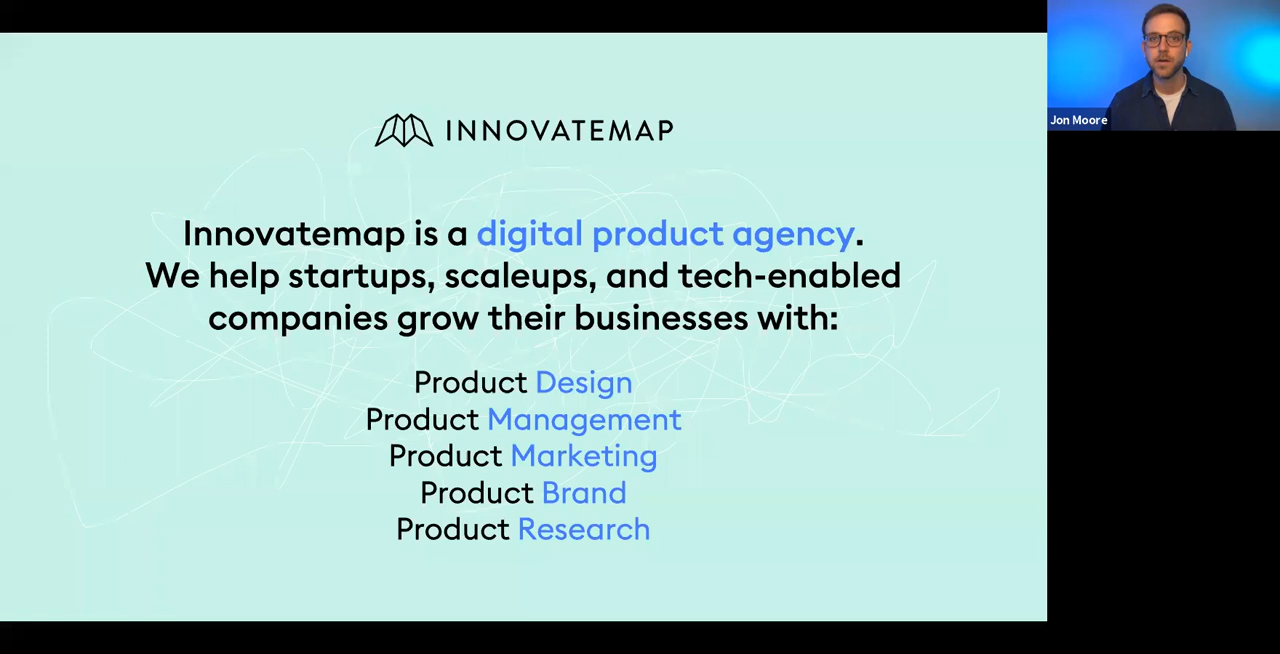 INNOVATEMAP
Innovatemap is a digital product agency.
We help startups, scaleups, and tech-enabled
companies grow their businesses with:
Product Design
Product Management
Product Marketing
Product Brand
Product Research
Jon Moore